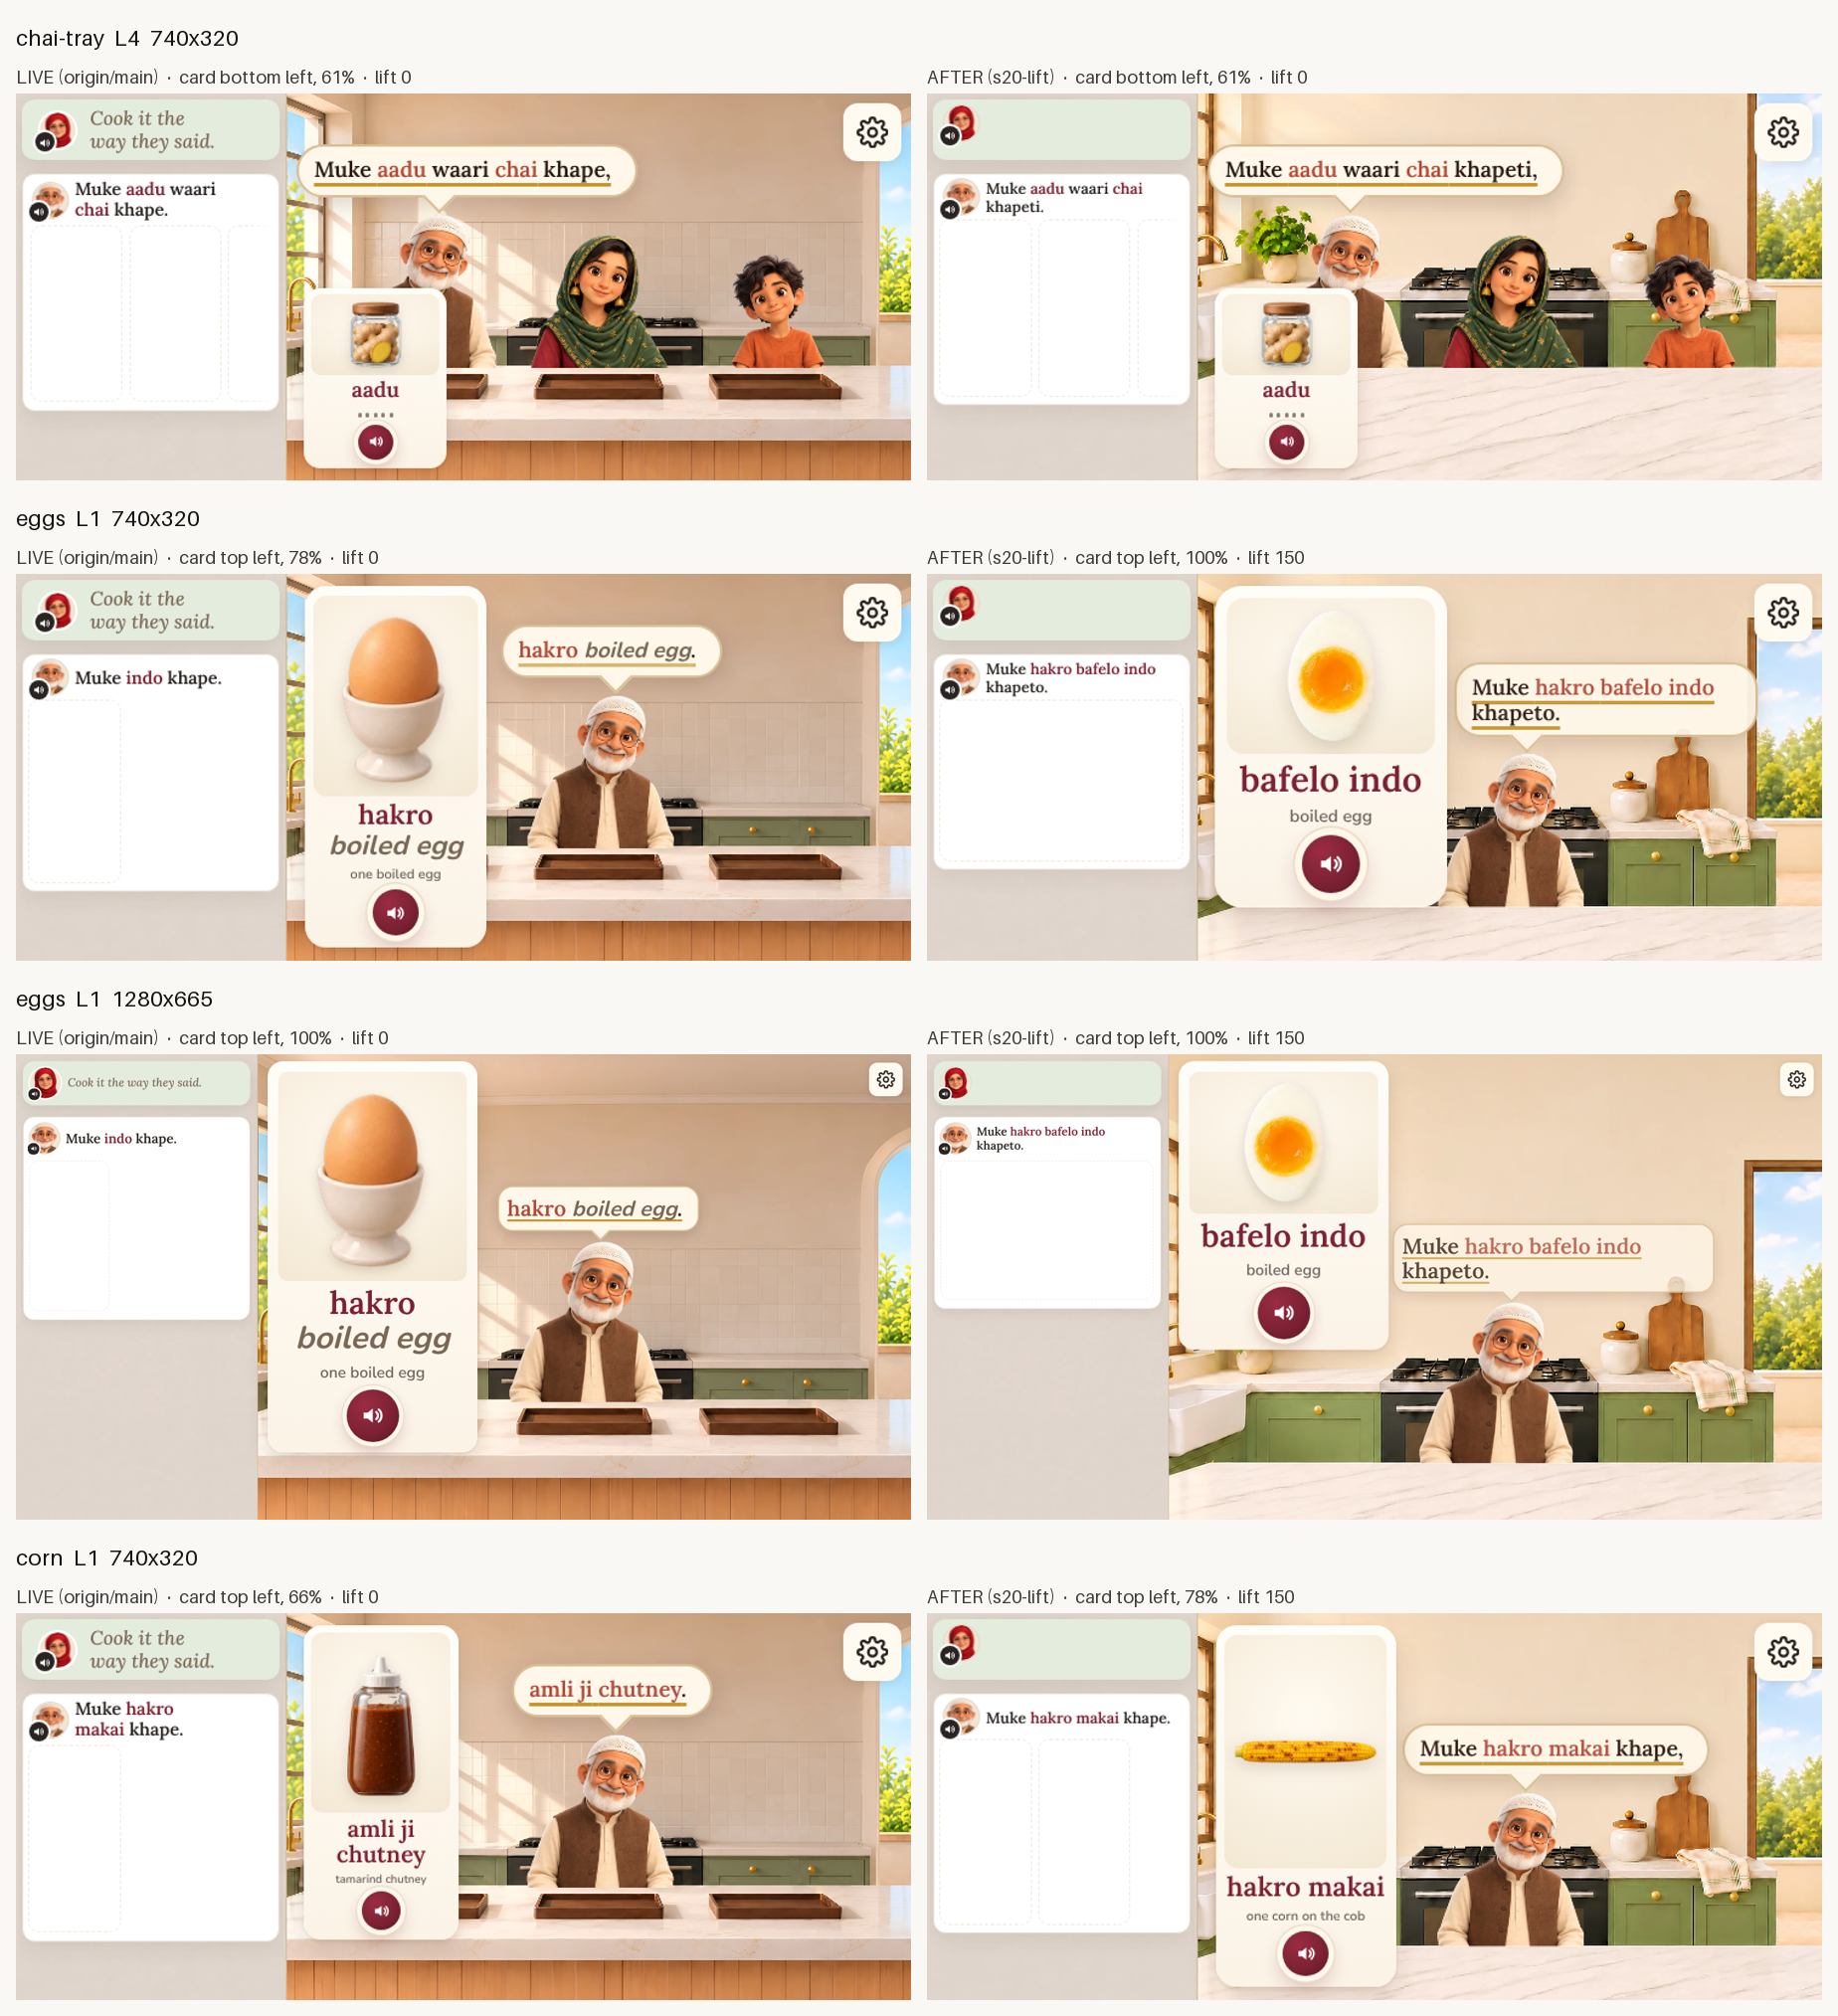 chai-tray L4 740x320
LIVE (origin/main) · card bottom left, 61% · lift 0
Cook it the
way they said.
Muke aadu waari
chai khape.
Muke aadu waari chai khape,
aadu
AFTER (s20-lift) · card bottom left, 61% · lift 0
Muke aadu waari chai
khapeti.
Muke aadu waari chai khapeti,
aadu
eggs L1 740x320
LIVE (origin/main) · card top left, 78% · lift 0
Cook it the
way they said.
Muke indo khape.
hakro boiled egg.
hakro
boiled egg
one boiled egg
AFTER (s20-lift) · card top left, 100% · lift 150
Muke hakro bafelo indo
khapeto.
Muke hakro bafelo indo
khapeto.
bafelo indo
boiled egg
eggs L1 1280x665
LIVE (origin/main) · card top left, 100% · lift 0
Cook it the way they said.
Muke indo khape.
hakro boiled egg.
hakro
boiled egg
one boiled egg
AFTER (s20-lift) · card top left, 100% · lift 150
Muke hakro bafelo indo
khapeto.
Muke hakro bafelo indo
khapeto.
bafelo indo
boiled egg
corn L1 740x320
LIVE (origin/main) · card top left, 66% · lift 0
Cook it the
way they said.
Muke hakro
makai khape.
amli ji chutney.
amli ji
chutney
tamarind chutney
AFTER (s20-lift) · card top left, 78% · lift 150
Muke hakro makai khape.
Muke hakro makai khape,
hakro makai
one corn on the cob